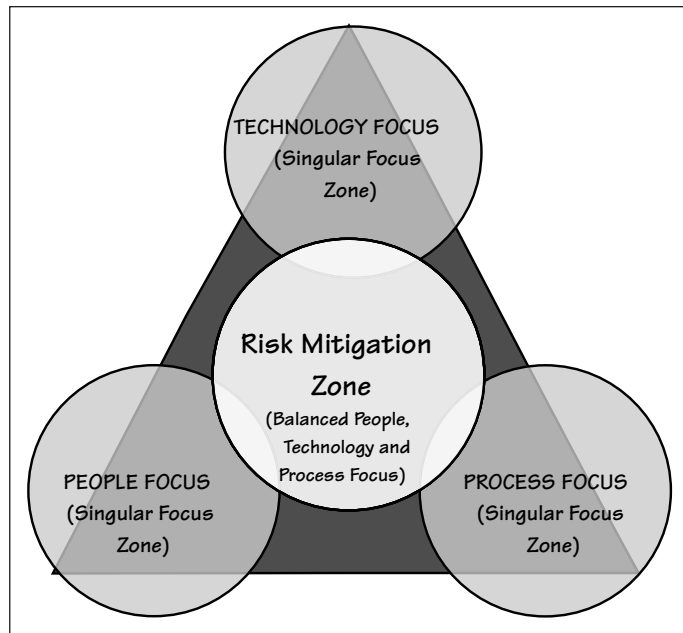 TECHNOLOGY FOCUS
(Singular Focus
Zone)
Risk Mitigation
Zone
(Balanced People,
Technology and
Process Focus)
PEOPLE FOCUS
(Singular Focus
Zone)
PROCESS FOCUS
(Singular Focus
Zone)